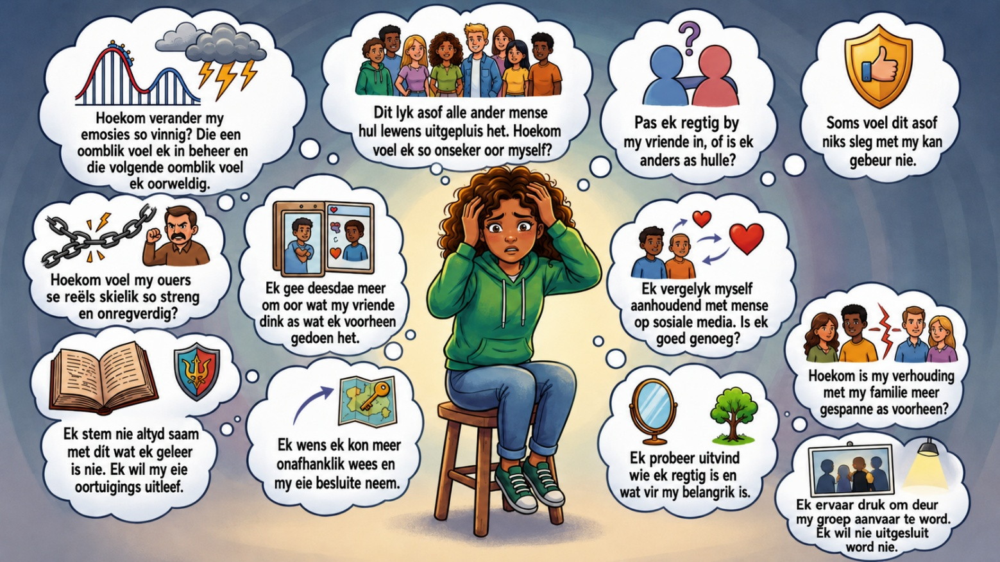 Hoekom verander my
emosies so vinnig? Die een
oomblik voel ek in beheer en
die volgende oomblik voel
ek oorweldig.
Dit lyk asof alle ander mense
hul lewens uitgepluis het. Hoekom
voel ek so onseker oor myself?
Pas ek regtig by
my vriende in, of is ek
anders as hulle?
Soms voel dit asof
niks sleg met my kan
gebeur nie.
Hoekom voel my ouers
se reëls skielik so streng
en onregverdig?
Ek gee deesdae meer
om oor wat my vriende
dink as wat ek voorheen
gedoen het.
Ek vergelyk myself
aanhoudend met mense
op sosiale media. Is ek
goed genoeg?
Hoekom is my verhouding
met my familie meer
gespanne as voorheen?
Ek stem nie altyd saam
met dít wat ek geleer
is nie. Ek wil my eie
oortuigings uitleef.
Ek wens ek kon meer
onafhanklik wees en
my eie besluite neem.
Ek probeer uitvind
wie ek regtig is en
wat vir my belangrik is.
Ek ervaar druk om deur
my groep aanvaar te word.
Ek wil nie uitgesluit
word nie.